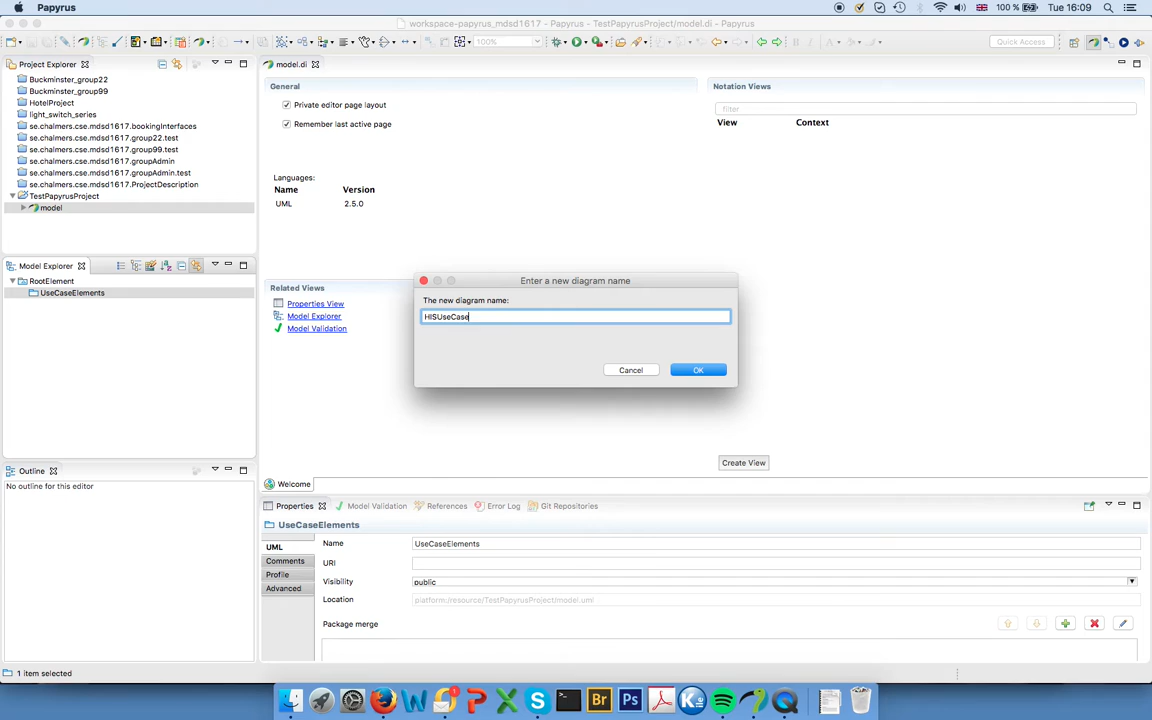 Papyrus
100 %
Tue 16:09
workspace-papyrus_mdsd1617 - Papyrus - TestPapyrusProject/model.di - Papyrus
100%
Quick Access
Project Explorer
Buckminster_group22
Buckminster_group99
HotelProject
light_switch_series
se.chalmers.cse.mdsd1617.bookingInterfaces
se.chalmers.cse.mdsd1617.group22.test
se.chalmers.cse.mdsd1617.group99.test
se.chalmers.cse.mdsd1617.groupAdmin
se.chalmers.cse.mdsd1617.groupAdmin.test
se.chalmers.cse.mdsd1617.ProjectDescription
TestPapyrusProject
model
Model Explorer
RootElement
UseCaseElements
Outline
No outline for this editor
model.di
General
Private editor page layout
Remember last active page
Languages:
Name Version
UML 2.5.0
Related Views
Properties View
Model Explorer
Model Validation
Notation Views
filter
View Context
Create View
Enter a new diagram name
The new diagram name:
HISUseCase
Cancel OK
Welcome
Properties Model Validation References Error Log Git Repositories
UseCaseElements
UML
Comments
Profile
Advanced
Name UseCaseElements
URI
Visibility public
Location platform:/resource/TestPapyrusProject/model.uml
Package merge
1 item selected
W
P
X
S
Br
Ps
K